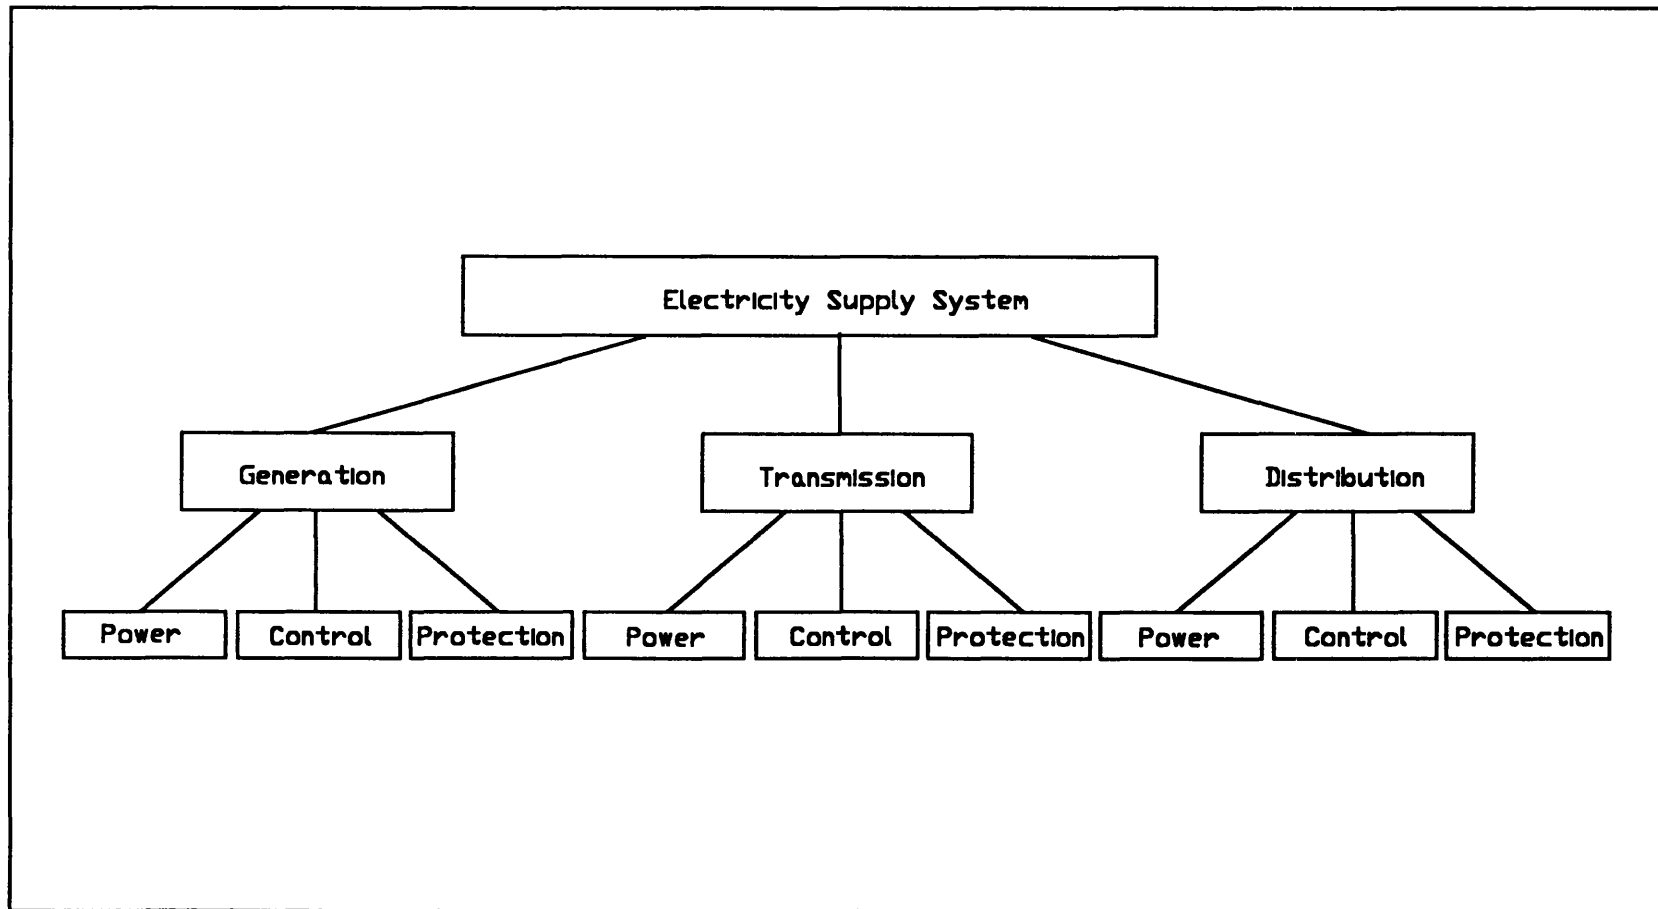 Electricity Supply System
Generation
Transmission
Distribution
Power
Control
Protection
Power
Control
Protection
Power
Control
Protection